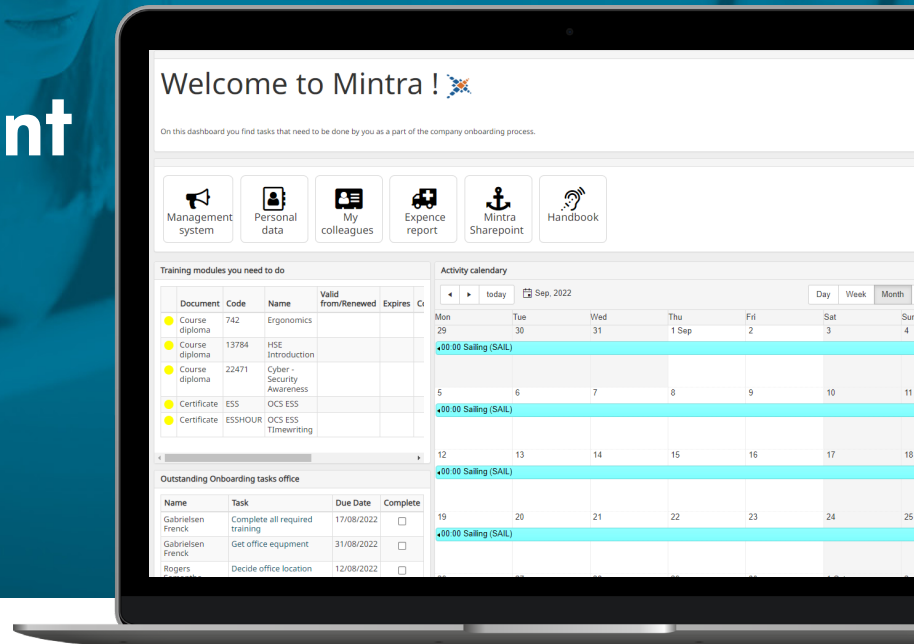 nt
Welcome to Mintra !
On this dashboard you find tasks that need to be done by you as a part of the company onboarding process.
Management
system
Personal
data
My
colleagues
Expence
report
Mintra
Sharepoint
Handbook
Training modules you need to do
Document Code Name Valid from/Renewed Expires
Course diploma 742 Ergonomics
Course diploma 13784 HSE Introduction
Course diploma 22471 Cyber - Security Awareness
Certificate ESS OCS ESS
Certificate ESSHOUR OCS ESS TImewriting
Outstanding Onboarding tasks office
Name Task Due Date Complete
Gabrielsen Frenck Complete all required training 17/08/2022
Gabrielsen Frenck Get office equpment 31/08/2022
Rogers Decide office location 12/08/2022
Activity calendary
today Sep, 2022 Day Week Month
Mon Tue Wed Thu Fri Sat Sun
29 30 31 1 Sep 2 3 4
00:00 Sailing (SAIL)
5 6 7 8 9 10 11
00:00 Sailing (SAIL)
12 13 14 15 16 17 18
00:00 Sailing (SAIL)
19 20 21 22 23 24 25
00:00 Sailing (SAIL)